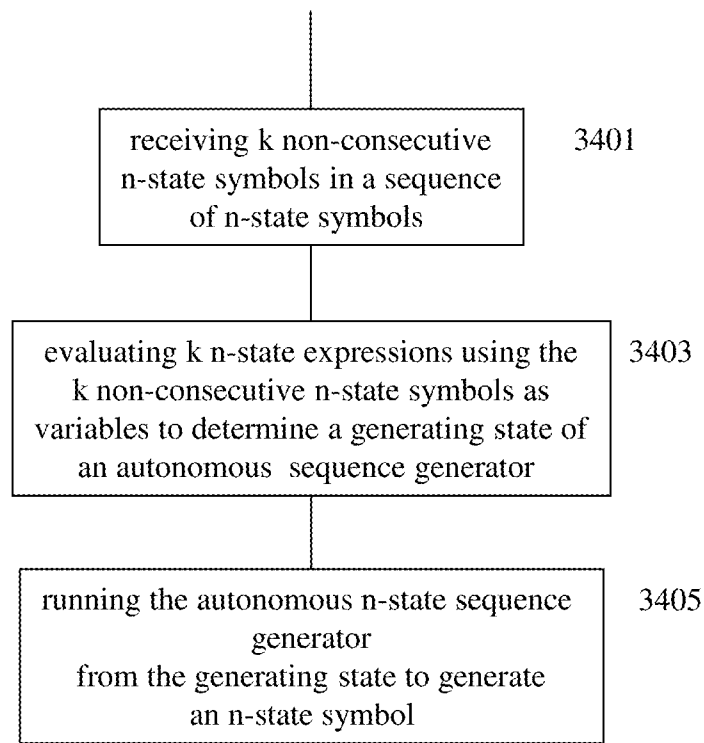 receiving k non-consecutive
n-state symbols in a sequence
of n-state symbols
3401
evaluating k n-state expressions using the
k non-consecutive n-state symbols as
variables to determine a generating state of
an autonomous sequence generator
3403
running the autonomous n-state sequence
generator
from the generating state to generate
an n-state symbol
3405